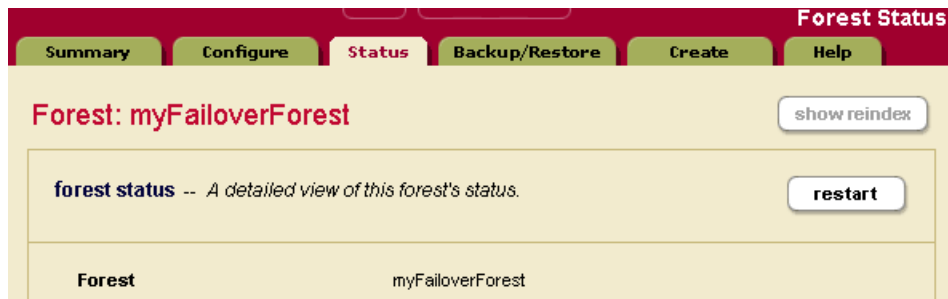 Forest Status
Summary Configure Status Backup/Restore Create Help
Forest: myFailoverForest show reindex
forest status -- A detailed view of this forest's status. restart
Forest myFailoverForest